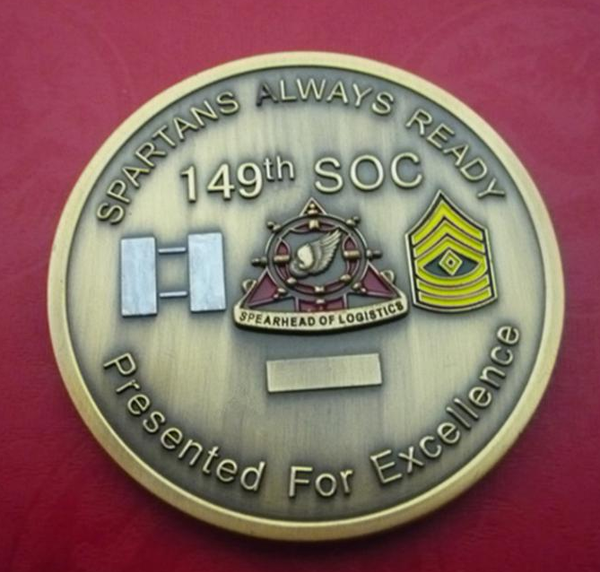 SPARTANS ALWAYS READY
149th SOC
SPEARHEAD OF LOGISTICS
Presented For Excellence